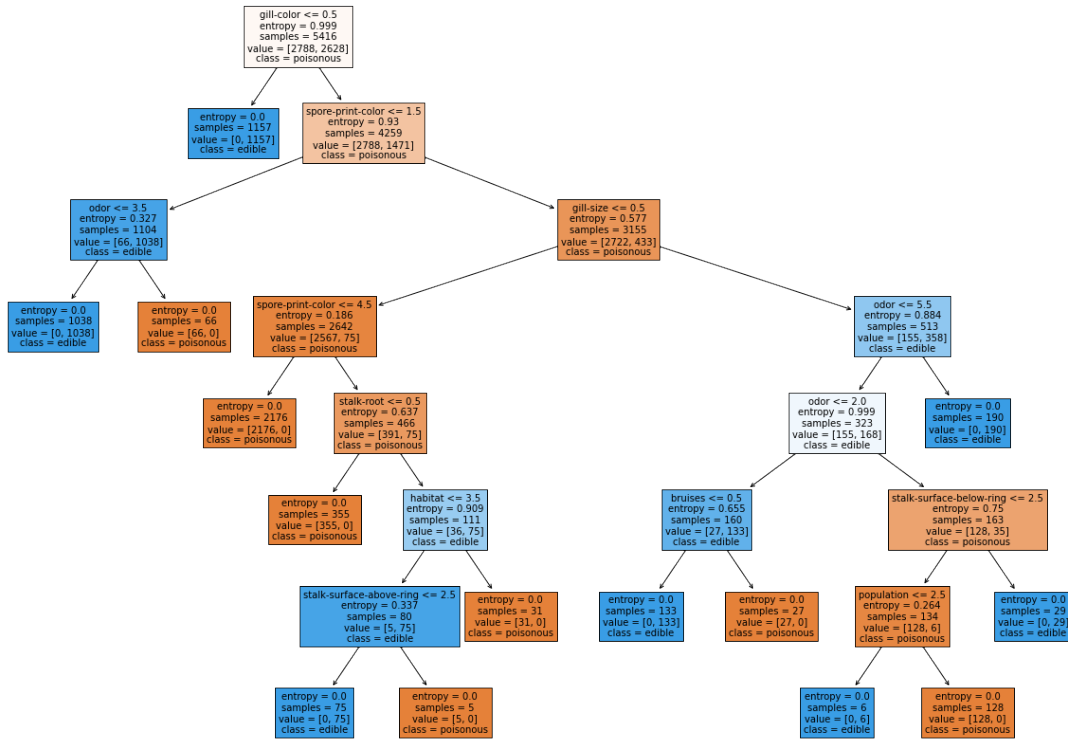 gill-color <= 0.5
entropy = 0.999
samples = 5416
value = [2788, 2628]
class = poisonous
entropy = 0.0
samples = 1157
value = [0, 1157]
class = edible
spore-print-color <= 1.5
entropy = 0.93
samples = 4259
value = [2788, 1471]
class = poisonous
odor <= 3.5
entropy = 0.327
samples = 1104
value = [66, 1038]
class = edible
gill-size <= 0.5
entropy = 0.577
samples = 3155
value = [2722, 433]
class = poisonous
entropy = 0.0
samples = 1038
value = [0, 1038]
class = edible
entropy = 0.0
samples = 66
value = [66, 0]
class = poisonous
spore-print-color <= 4.5
entropy = 0.186
samples = 2642
value = [2567, 75]
class = poisonous
odor <= 5.5
entropy = 0.884
samples = 513
value = [155, 358]
class = edible
entropy = 0.0
samples = 2176
value = [2176, 0]
class = poisonous
stalk-root <= 0.5
entropy = 0.637
samples = 466
value = [391, 75]
class = poisonous
odor <= 2.0
entropy = 0.999
samples = 323
value = [155, 168]
class = edible
entropy = 0.0
samples = 190
value = [0, 190]
class = edible
entropy = 0.0
samples = 355
value = [355, 0]
class = poisonous
habitat <= 3.5
entropy = 0.909
samples = 111
value = [36, 75]
class = edible
bruises <= 0.5
entropy = 0.655
samples = 160
value = [27, 133]
class = edible
stalk-surface-below-ring <= 2.5
entropy = 0.75
samples = 163
value = [128, 35]
class = poisonous
stalk-surface-above-ring <= 2.5
entropy = 0.337
samples = 80
value = [5, 75]
class = edible
entropy = 0.0
samples = 31
value = [31, 0]
class = poisonous
entropy = 0.0
samples = 133
value = [0, 133]
class = edible
entropy = 0.0
samples = 27
value = [27, 0]
class = poisonous
population <= 2.5
entropy = 0.264
samples = 134
value = [128, 6]
class = poisonous
entropy = 0.0
samples = 29
value = [0, 29]
class = edible
entropy = 0.0
samples = 75
value = [0, 75]
class = edible
entropy = 0.0
samples = 5
value = [5, 0]
class = poisonous
entropy = 0.0
samples = 6
value = [0, 6]
class = edible
entropy = 0.0
samples = 128
value = [128, 0]
class = poisonous